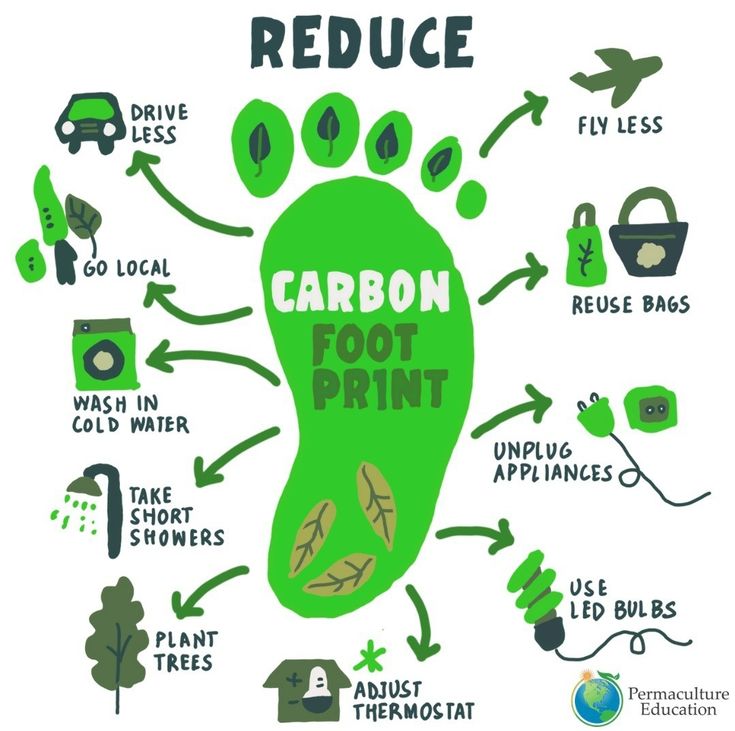 REDUCE
DRIVE
LESS
FLY LESS
GO LOCAL
CARBON
FOOT
PRINT
REUSE BAGS
WASH IN
COLD WATER
UNPLUG
APPLIANCES
TAKE
SHORT
SHOWERS
USE
LED BULBS
PLANT
TREES
ADJUST
THERMOSTAT
Permaculture
Education